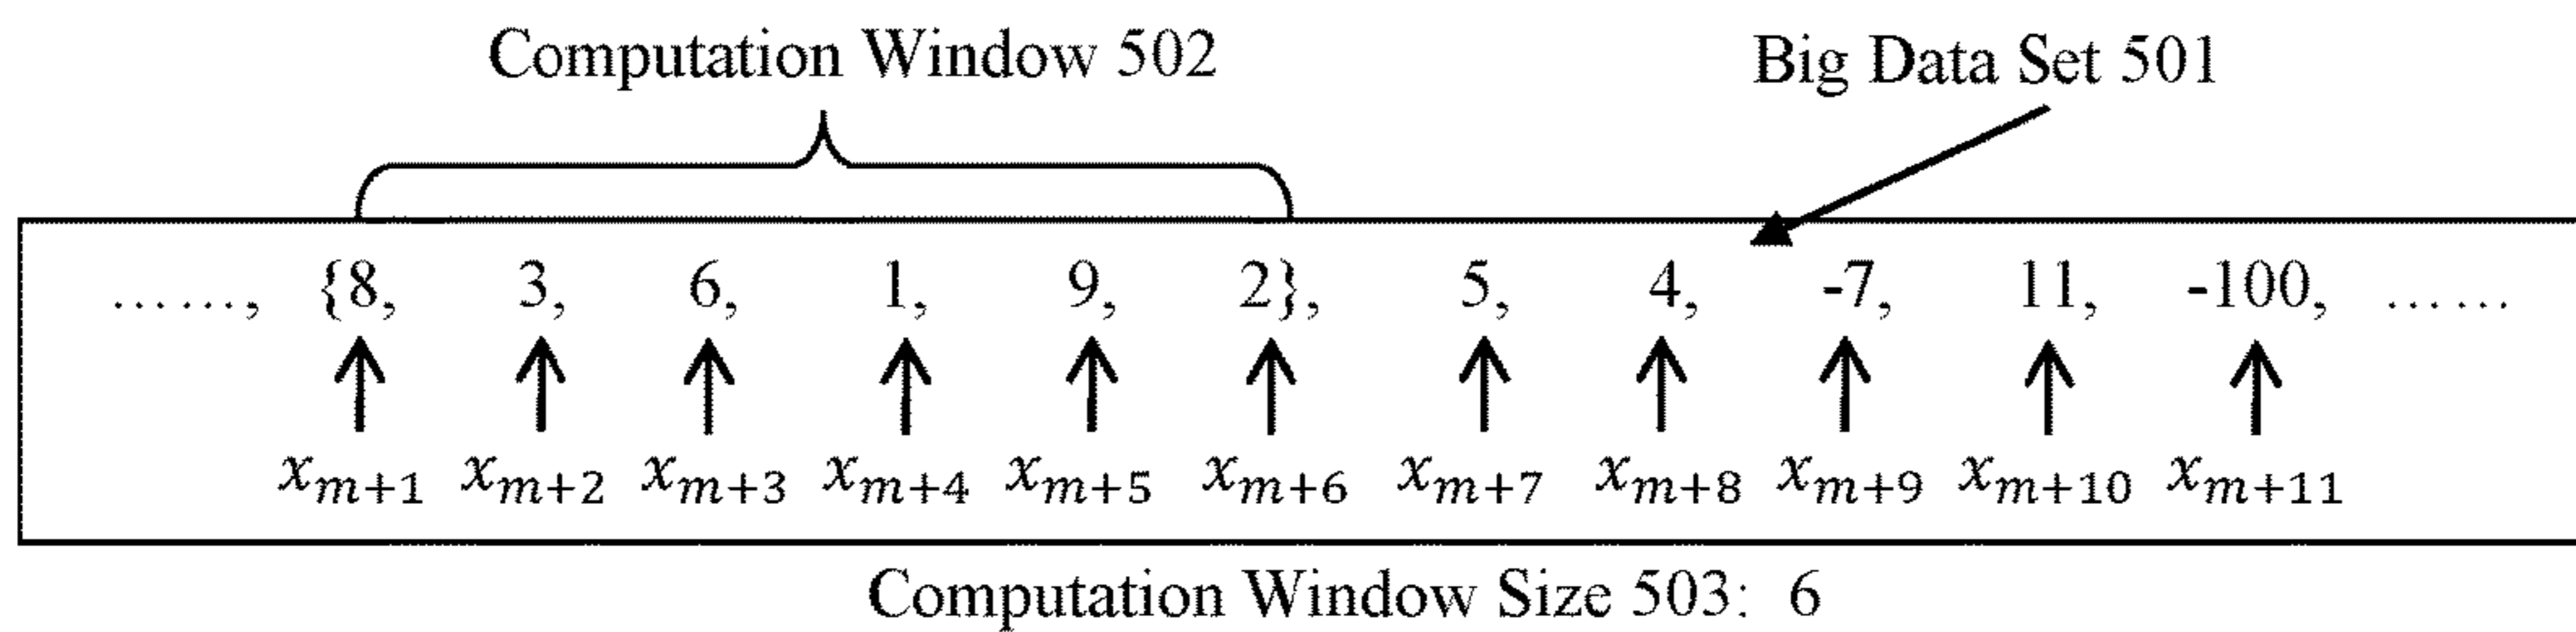 Computation Window 502 Big Data Set 501
……, {8, 3, 6, 1, 9, 2}, 5, 4, -7, 11, -100, ……
x_{m+1} x_{m+2} x_{m+3} x_{m+4} x_{m+5} x_{m+6} x_{m+7} x_{m+8} x_{m+9} x_{m+10} x_{m+11}
Computation Window Size 503: 6